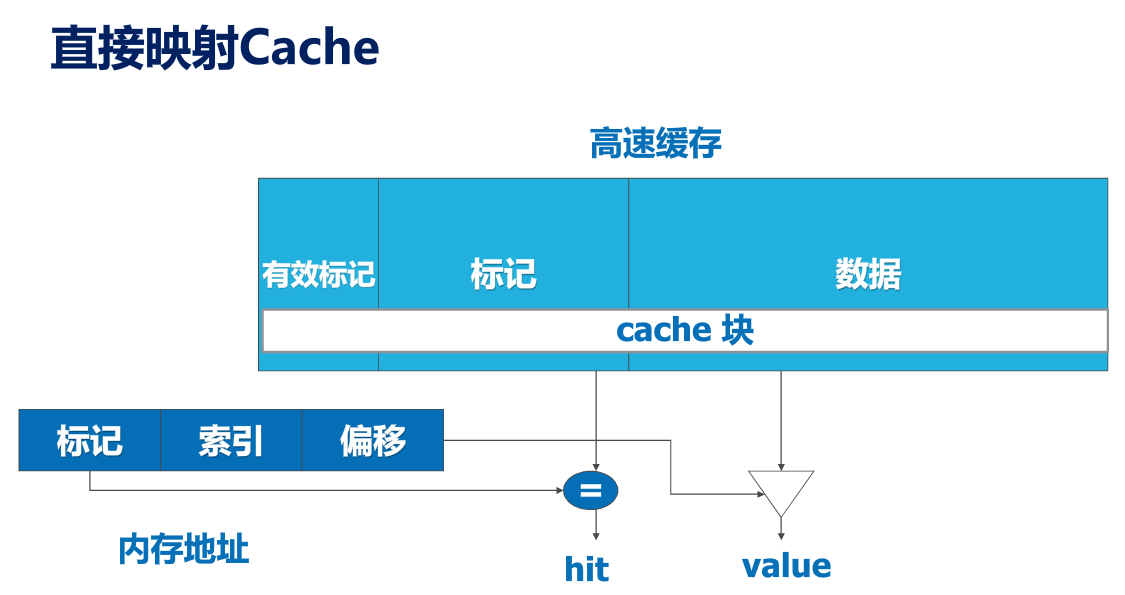 直接映射Cache
高速缓存
有效标记 标记 数据
cache 块
标记 索引 偏移
=
内存地址
hit
value